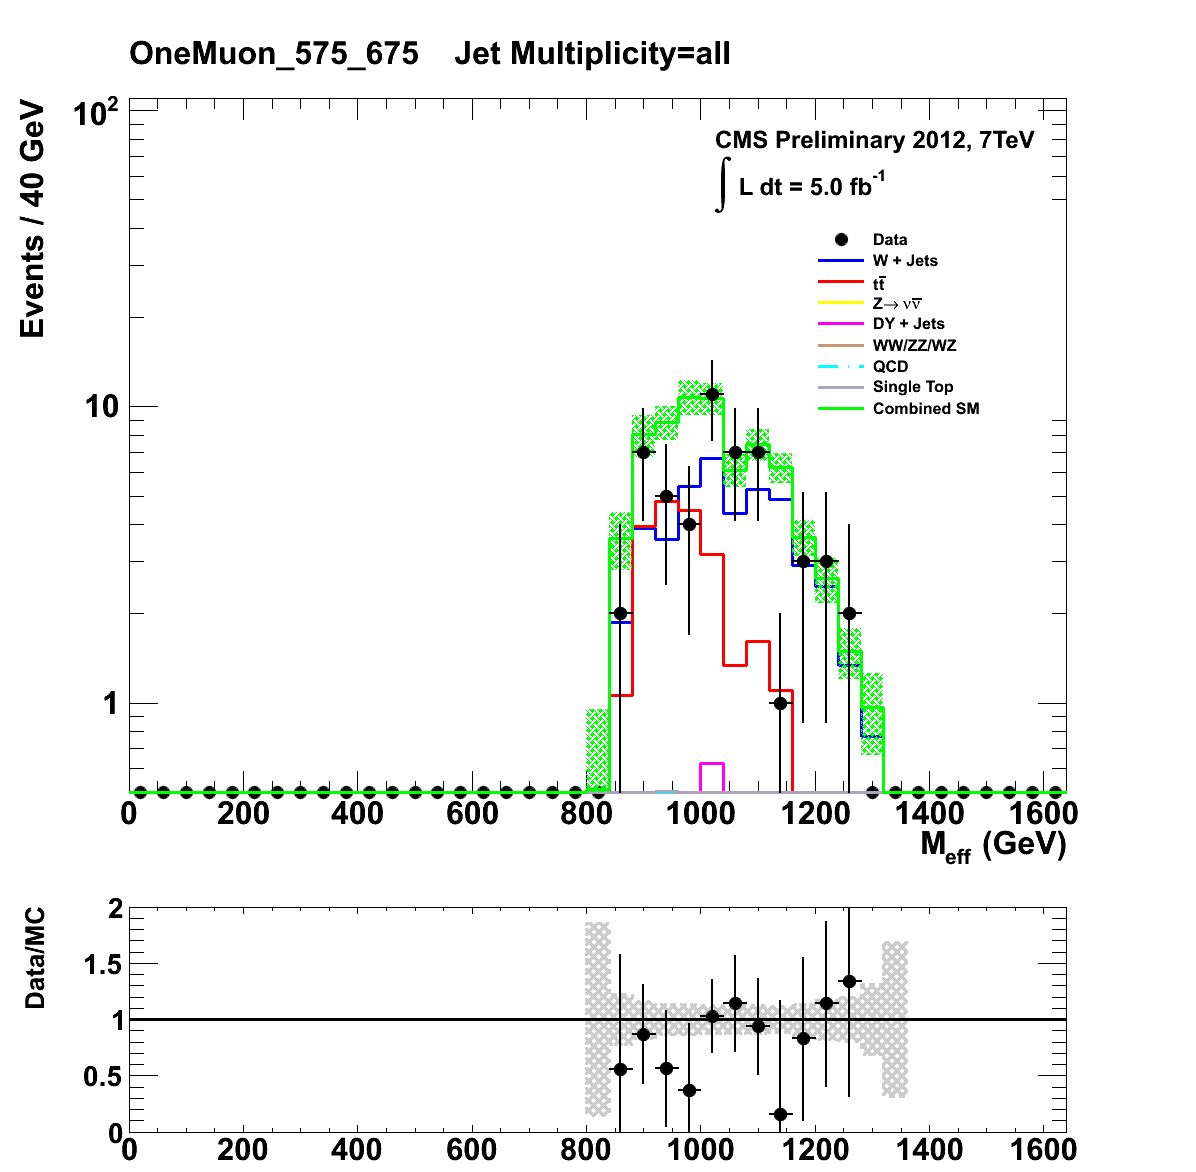 OneMuon_575_675    Jet Multiplicity=all
Events / 40 GeV
10²
10
1
CMS Preliminary 2012, 7TeV
∫ L dt = 5.0 fb⁻¹
Data
W + Jets
tt̅
Z→ νν̅
DY + Jets
WW/ZZ/WZ
QCD
Single Top
Combined SM
0 200 400 600 800 1000 1200 1400 1600
M_eff (GeV)
Data/MC
2
1.5
1
0.5
0
0 200 400 600 800 1000 1200 1400 1600